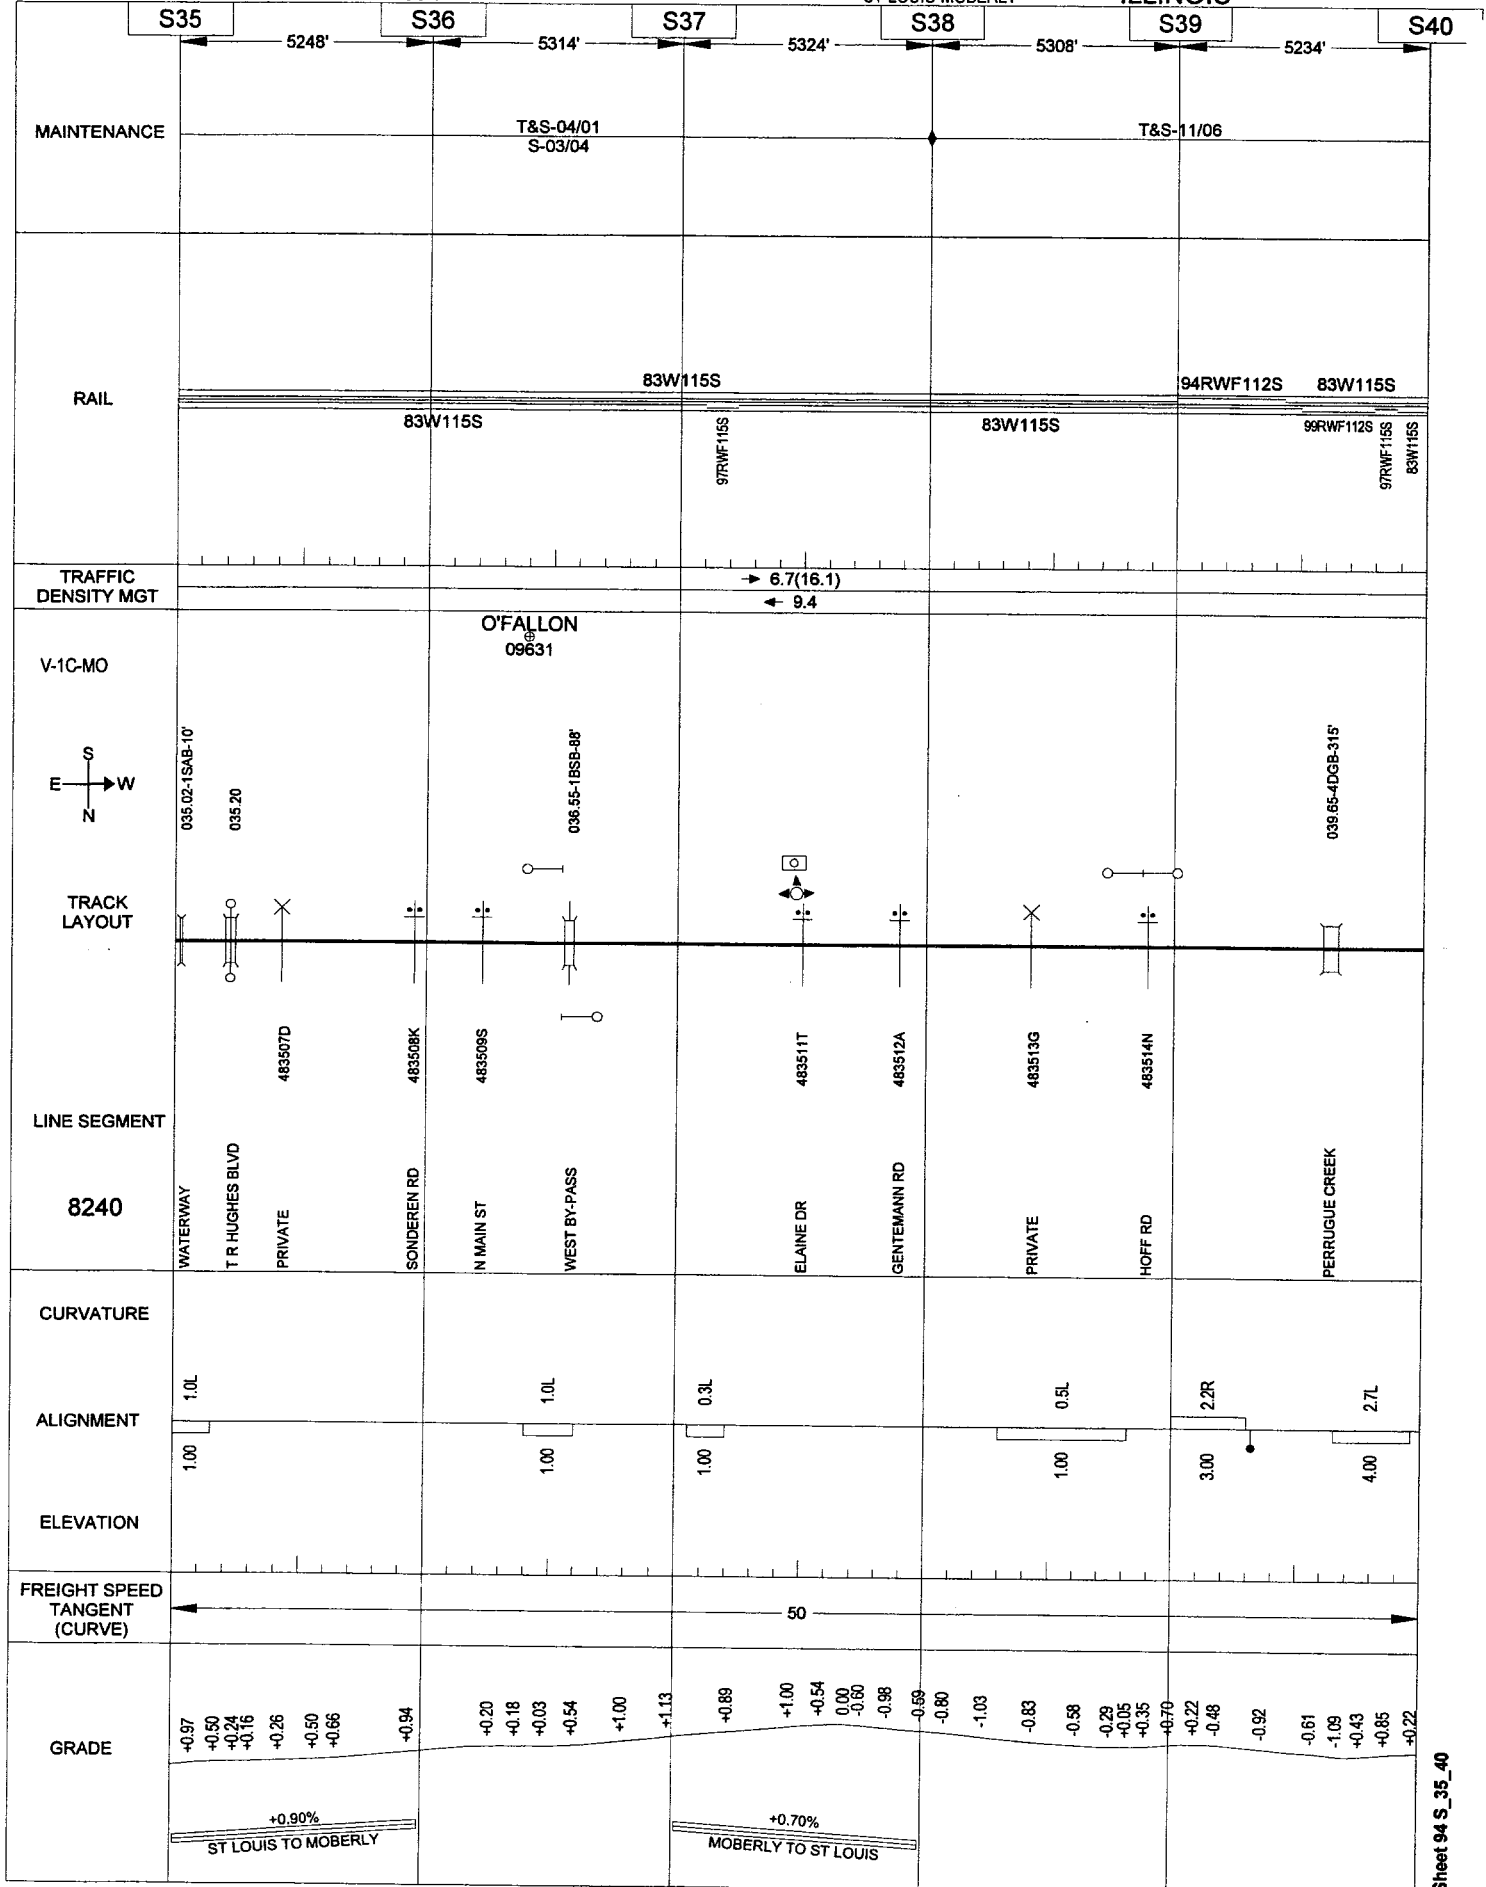 ILLINOIS
S35 S36 S37 S38 S39 S40
5248' 5314' 5324' 5308' 5234'
MAINTENANCE
T&S-04/01
S-03/04
T&S-11/06
RAIL
83W115S 94RWF112S 83W115S
83W115S 83W115S
97RWF115S
99RWF112S
97RWF115S
83W115S
TRAFFIC
DENSITY MGT
6.7(16.1)
9.4
O'FALLON
09631
V-1C-MO
S
E W
N
035.02-1SAB-10'
035.20
036.55-1BSB-88'
039.65-4DGB-315'
TRACK
LAYOUT
483507D
483508K
483509S
483511T
483512A
483513G
483514N
LINE SEGMENT
8240
WATERWAY
T R HUGHES BLVD
PRIVATE
SONDEREN RD
N MAIN ST
WEST BY-PASS
ELAINE DR
GENTEMANN RD
PRIVATE
HOFF RD
PERRUGUE CREEK
CURVATURE
1.0L
1.0L
0.3L
0.5L
2.2R
2.7L
ALIGNMENT
1.00
1.00
1.00
1.00
3.00
4.00
ELEVATION
FREIGHT SPEED
TANGENT
(CURVE)
50
GRADE
+0.97
+0.50
+0.24
+0.16
+0.26
+0.50
+0.66
+0.94
+0.20
+0.18
+0.03
+0.54
+1.00
+1.13
+0.89
+1.00
+0.54
0.00
-0.60
-0.98
-0.59
-0.80
-1.03
-0.83
-0.58
-0.29
+0.05
+0.35
+0.70
+0.22
-0.48
-0.92
-0.61
-1.09
+0.43
+0.85
+0.22
+0.90%
ST LOUIS TO MOBERLY
+0.70%
MOBERLY TO ST LOUIS
Sheet 94 S_35_40